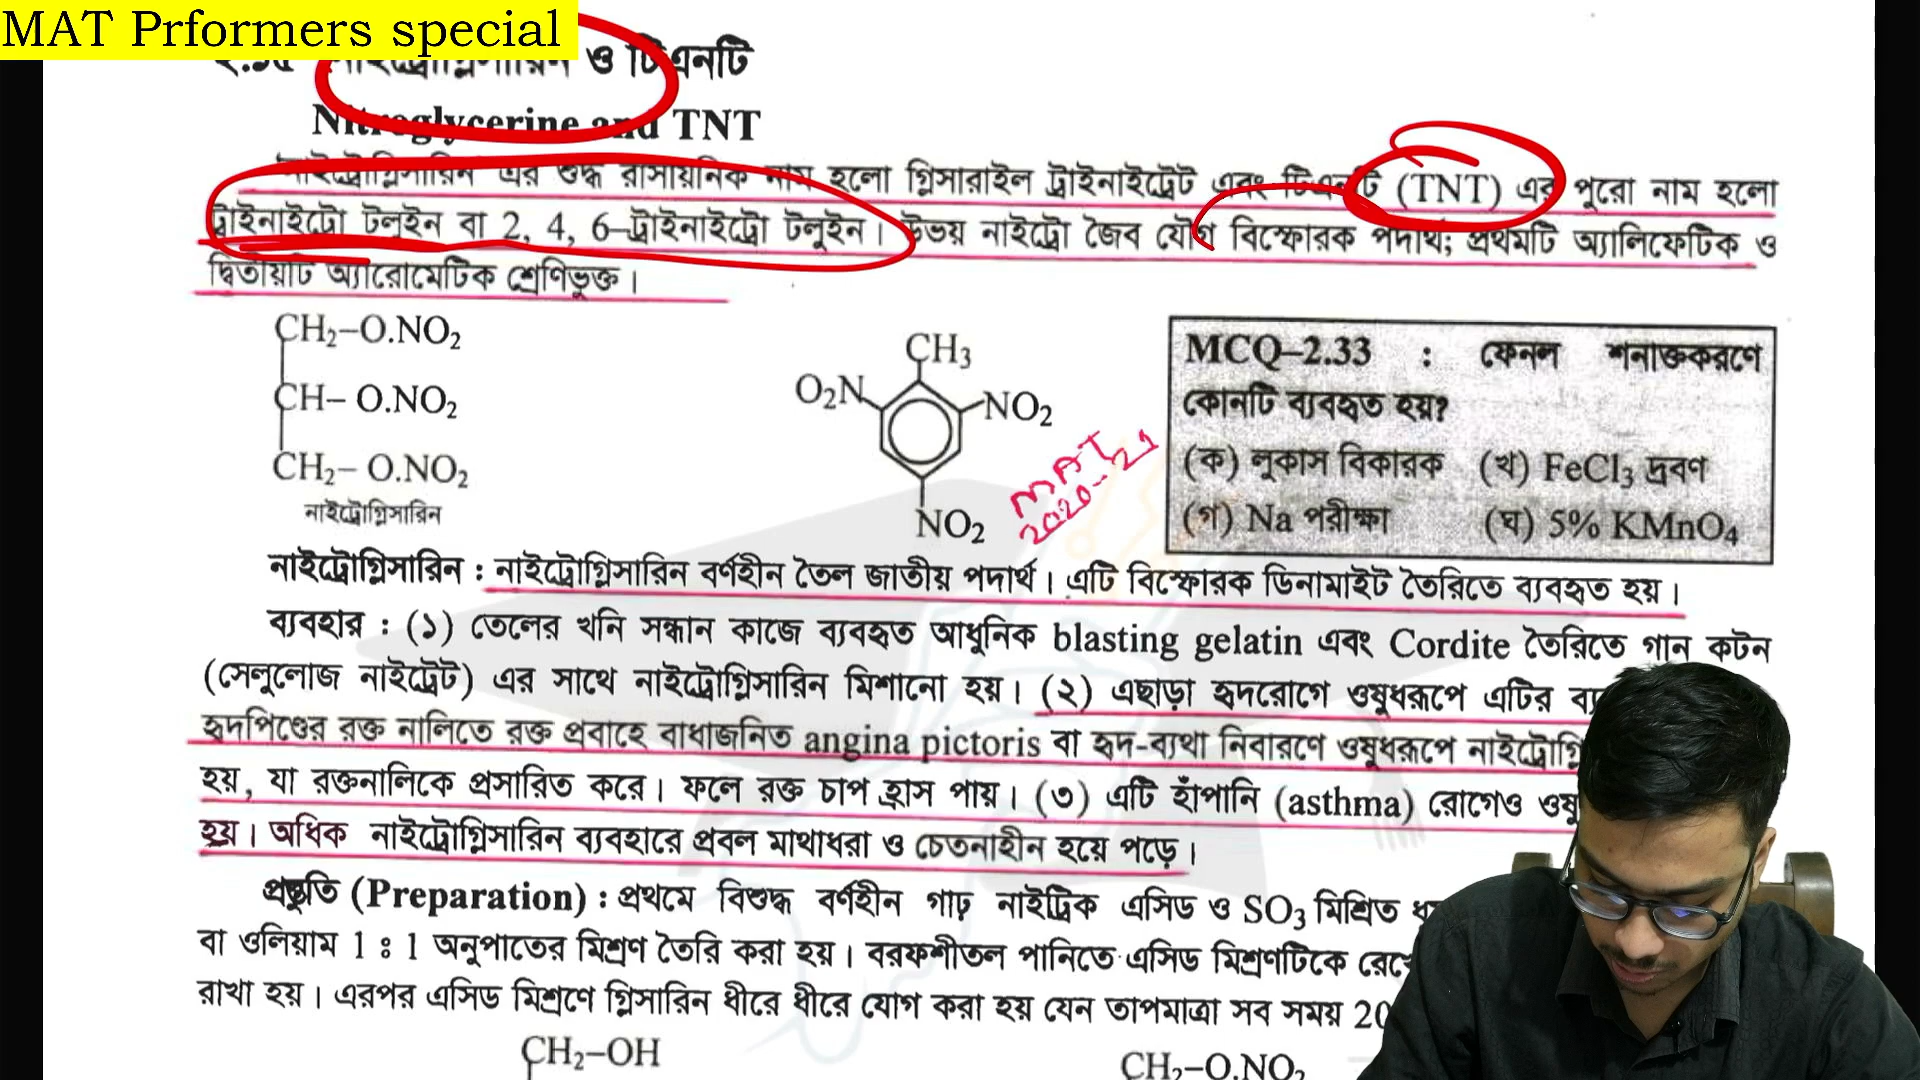 MAT Prformers special
২.১৫ নাইট্রোগ্লিসারিন ও টিএনটি
Nitroglycerine and TNT
নাইট্রোগ্লিসারিন এর শুদ্ধ রাসায়নিক নাম হলো গ্লিসারাইল ট্রাইনাইট্রেট এবং টিএনটি (TNT) এর পুরো নাম হলো
ট্রাইনাইট্রো টলুইন বা 2, 4, 6–ট্রাইনাইট্রো টলুইন। উভয় নাইট্রো জৈব যৌগ বিস্ফোরক পদার্থ; প্রথমটি অ্যালিফেটিক ও
দ্বিতীয়টি অ্যারোমেটিক শ্রেণিভুক্ত।
CH₂–O.NO₂
CH– O.NO₂
CH₂– O.NO₂
নাইট্রোগ্লিসারিন
CH₃
O₂N
NO₂
NO₂
MAT
2020-21
MCQ–2.33 : ফেনল শনাক্তকরণে
কোনটি ব্যবহৃত হয়?
(ক) লুকাস বিকারক (খ) FeCl₃ দ্রবণ
(গ) Na পরীক্ষা (ঘ) 5% KMnO₄
নাইট্রোগ্লিসারিন : নাইট্রোগ্লিসারিন বর্ণহীন তৈল জাতীয় পদার্থ। এটি বিস্ফোরক ডিনামাইট তৈরিতে ব্যবহৃত হয়।
ব্যবহার : (১) তেলের খনি সন্ধান কাজে ব্যবহৃত আধুনিক blasting gelatin এবং Cordite তৈরিতে গান কটন
(সেলুলোজ নাইট্রেট) এর সাথে নাইট্রোগ্লিসারিন মিশানো হয়। (২) এছাড়া হৃদরোগে ওষুধরূপে এটির
হৃদপিণ্ডের রক্ত নালিতে রক্ত প্রবাহে বাধাজনিত angina pictoris বা হৃদ-ব্যথা নিবারণে ওষুধরূপে
হয়, যা রক্তনালিকে প্রসারিত করে। ফলে রক্ত চাপ হ্রাস পায়। (৩) এটি হাঁপানি (asthma) রোগেও
হয়। অধিক নাইট্রোগ্লিসারিন ব্যবহারে প্রবল মাথাধরা ও চেতনাহীন হয়ে পড়ে।
প্রস্তুতি (Preparation) : প্রথমে বিশুদ্ধ বর্ণহীন গাঢ় নাইট্রিক এসিড ও SO₃ মিশ্রিত
বা ওলিয়াম 1 : 1 অনুপাতের মিশ্রণ তৈরি করা হয়। বরফশীতল পানিতে এসিড মিশ্রণটিকে
রাখা হয়। এরপর এসিড মিশ্রণে গ্লিসারিন ধীরে ধীরে যোগ করা হয় যেন তাপমাত্রা সব সময় 20
CH₂–OH
CH₂–O.NO₂